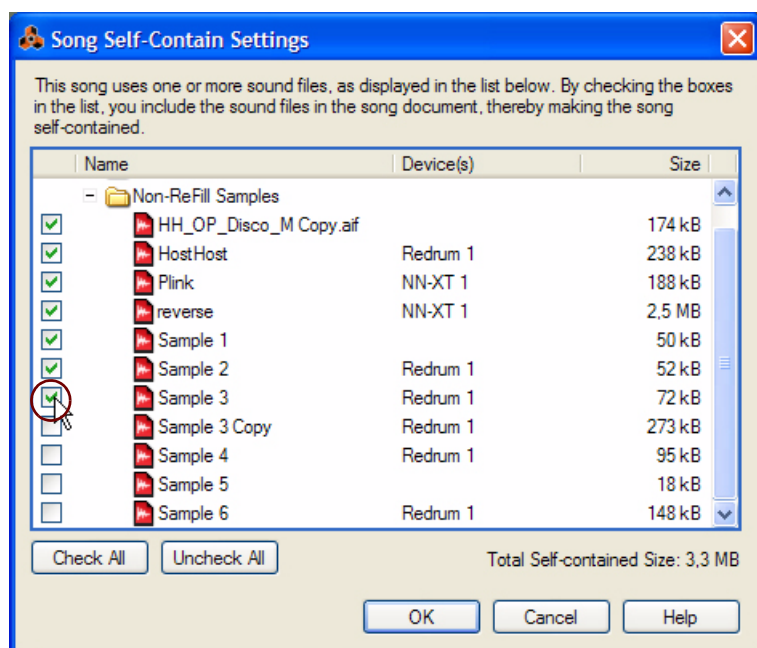 Song Self-Contain Settings
This song uses one or more sound files, as displayed in the list below. By checking the boxes
in the list, you include the sound files in the song document, thereby making the song
self-contained.
Name Device(s) Size
Non-ReFill Samples
HH_OP_Disco_M Copy.aif 174 kB
HostHost Redrum 1 238 kB
Plink NN-XT 1 188 kB
reverse NN-XT 1 2,5 MB
Sample 1 50 kB
Sample 2 Redrum 1 52 kB
Sample 3 Redrum 1 72 kB
Sample 3 Copy Redrum 1 273 kB
Sample 4 Redrum 1 95 kB
Sample 5 18 kB
Sample 6 Redrum 1 148 kB
Check All Uncheck All Total Self-contained Size: 3,3 MB
OK Cancel Help